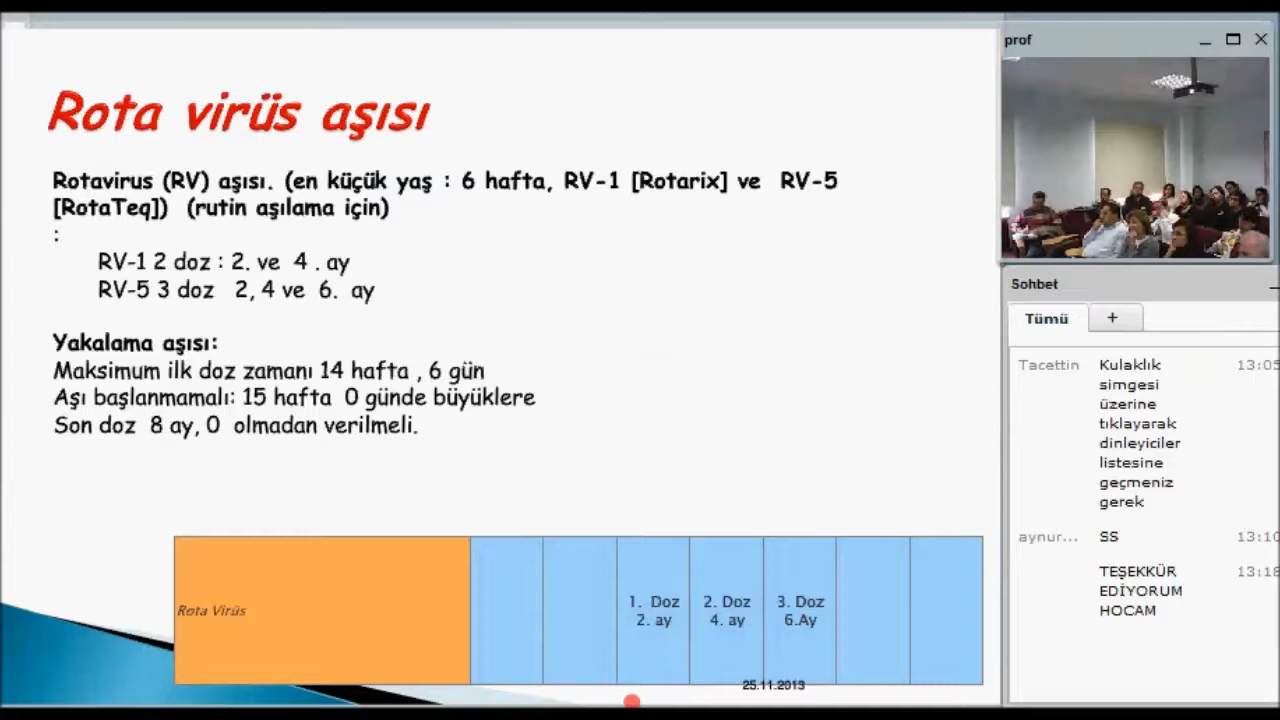 Rota virüs aşısı
Rotavirus (RV) aşısı. (en küçük yaş : 6 hafta, RV-1 [Rotarix] ve RV-5
[RotaTeq]) (rutin aşılama için)
:
RV-1 2 doz : 2. ve 4 . ay
RV-5 3 doz 2, 4 ve 6. ay
Yakalama aşısı:
Maksimum ilk doz zamanı 14 hafta , 6 gün
Aşı başlanmamalı: 15 hafta 0 günde büyüklere
Son doz 8 ay, 0 olmadan verilmeli.
Rota Virüs
1. Doz
2. ay
2. Doz
4. ay
3. Doz
6.Ay
25.11.2013
prof
Sohbet
Tümü
+
Tacettin
Kulaklık
simgesi
üzerine
tıklayarak
dinleyiciler
listesine
geçmeniz
gerek
13:05
aynur...
SS
13:10
TEŞEKKÜR
EDİYORUM
HOCAM
13:18